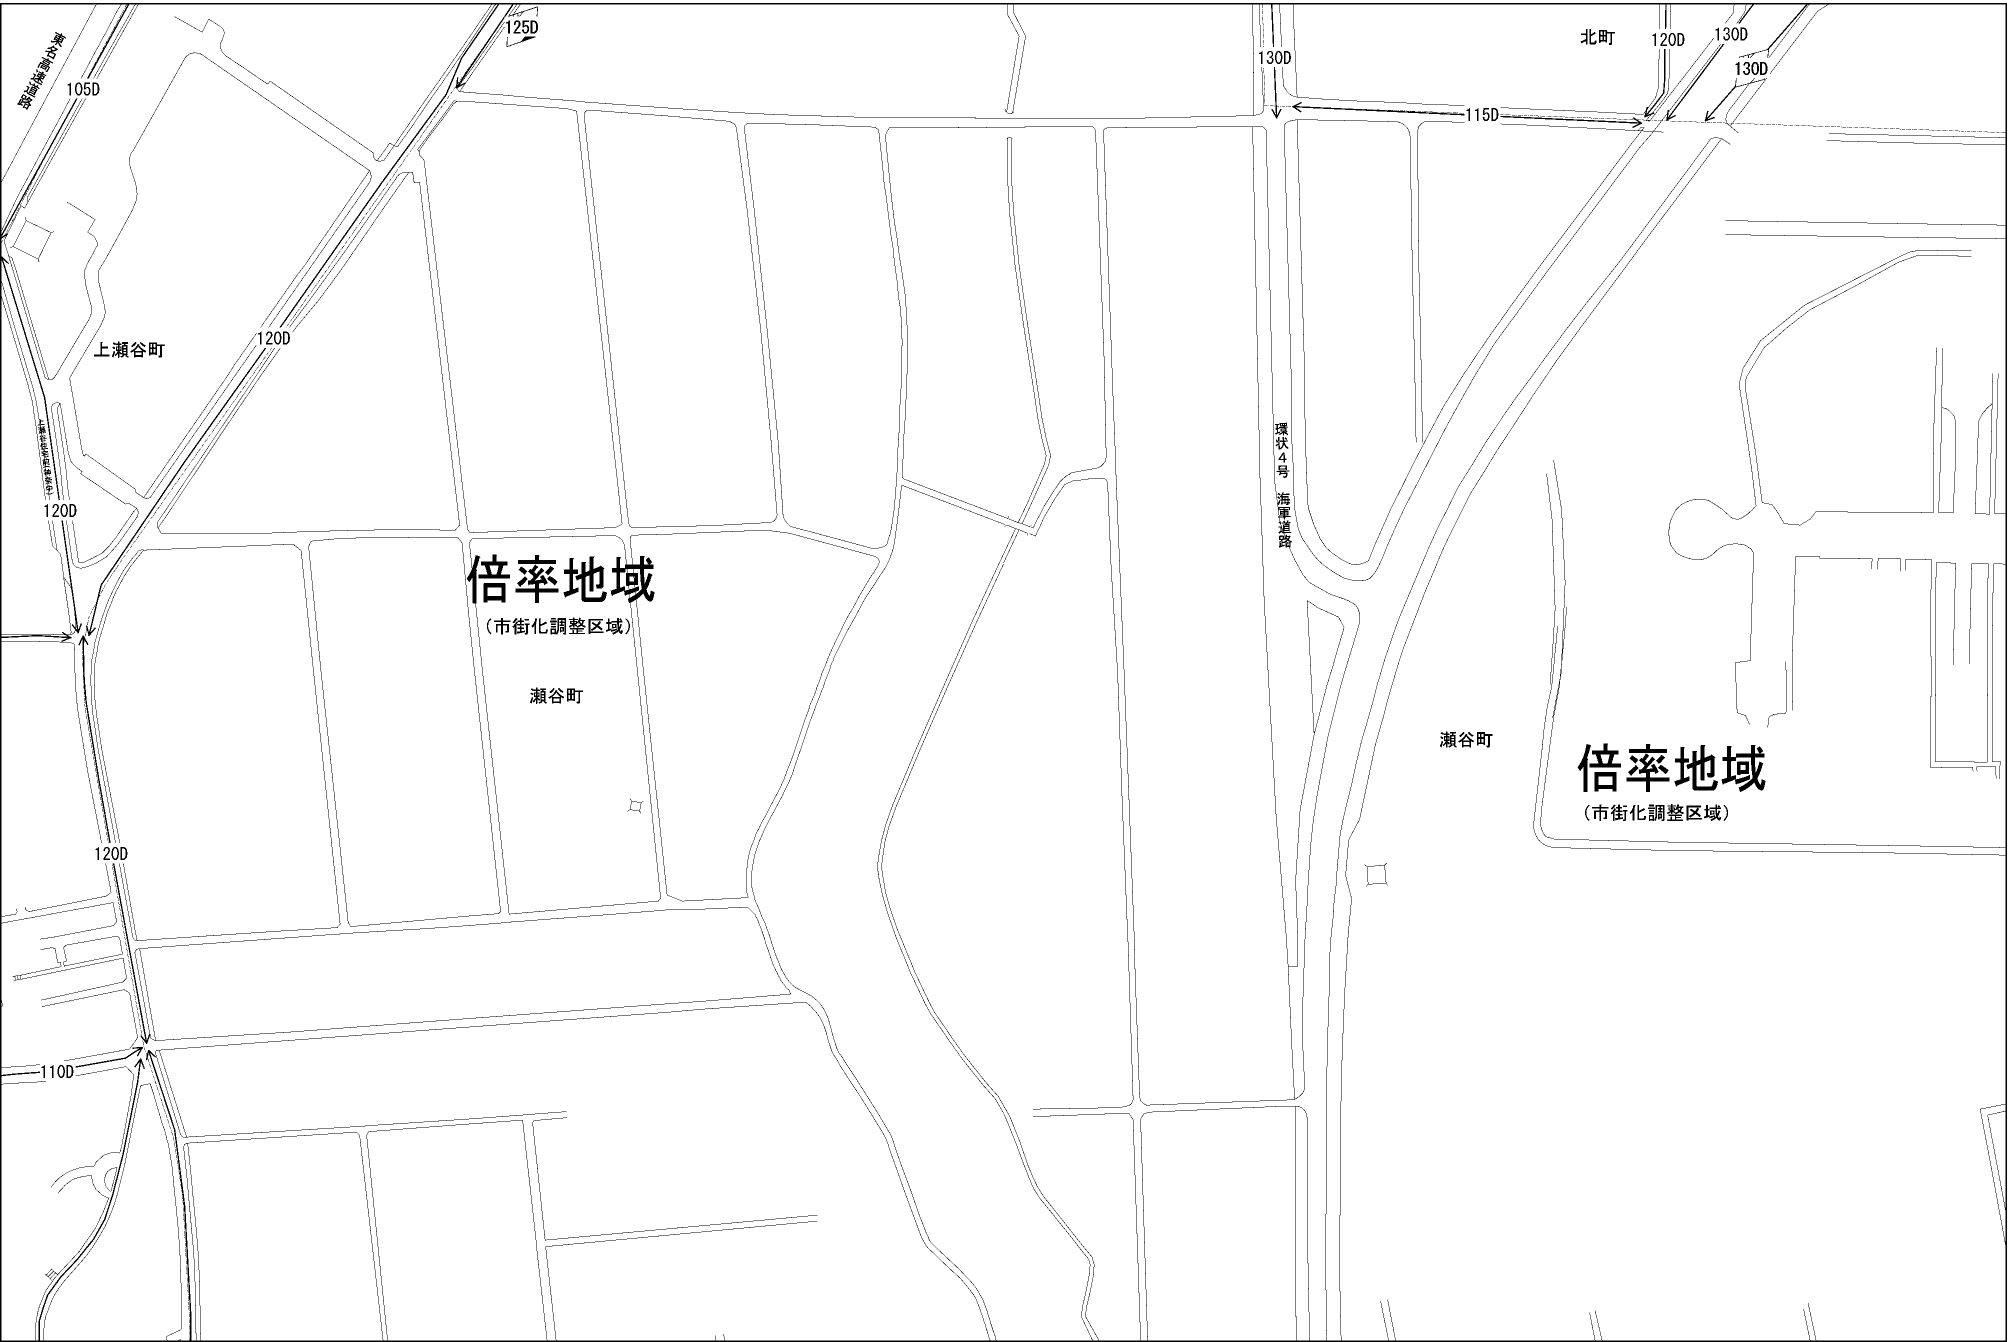 東名高速道路
105D
125D
130D
北町
120D
130D
130D
115D
上瀬谷町
120D
120D
環状4号 海軍道路
倍率地域
(市街化調整区域)
瀬谷町
瀬谷町
倍率地域
(市街化調整区域)
120D
110D